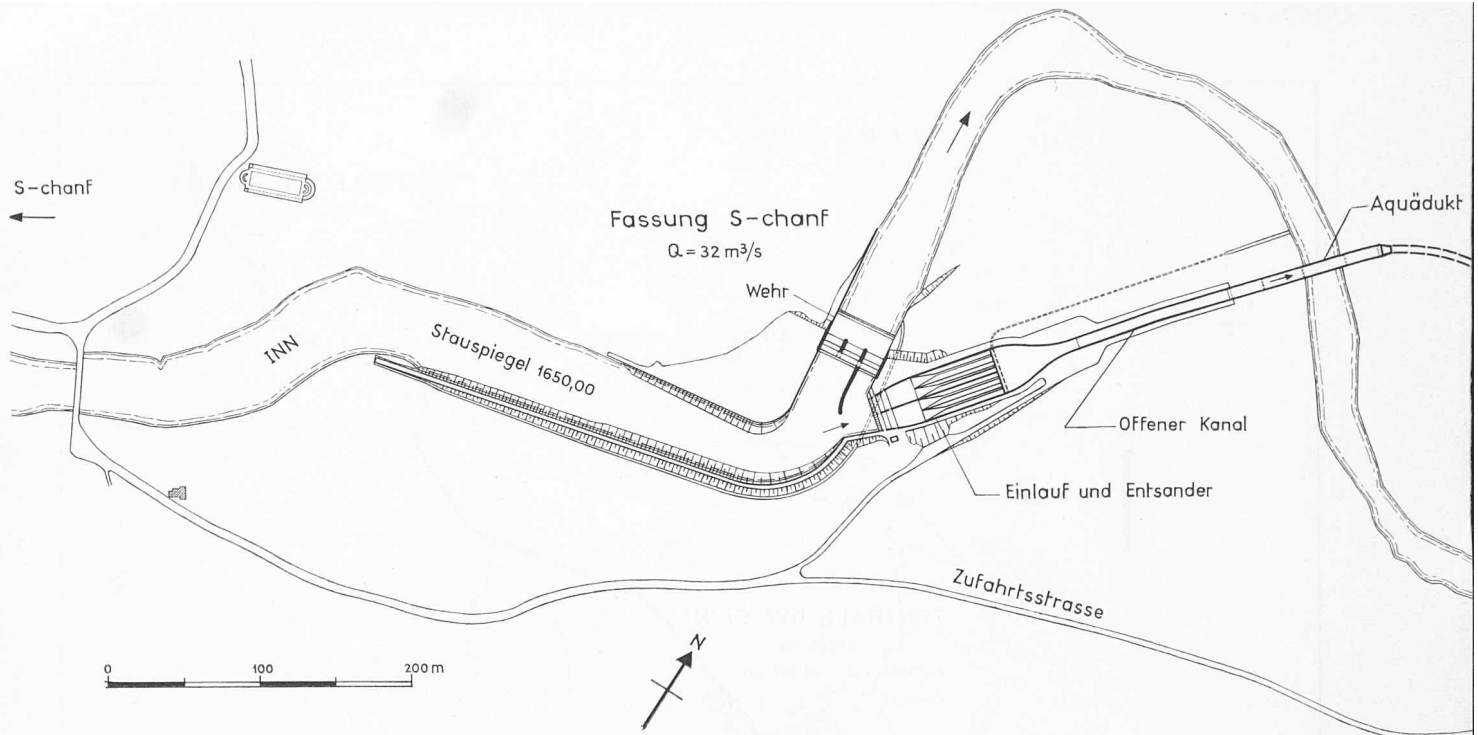 S-chanf
Fassung S-chanf
Q = 32 m³/s
Aquädukt
Wehr
INN
Stauspiegel 1650,00
Offener Kanal
Einlauf und Entsander
Zufahrtsstrasse
N
0 100 200 m